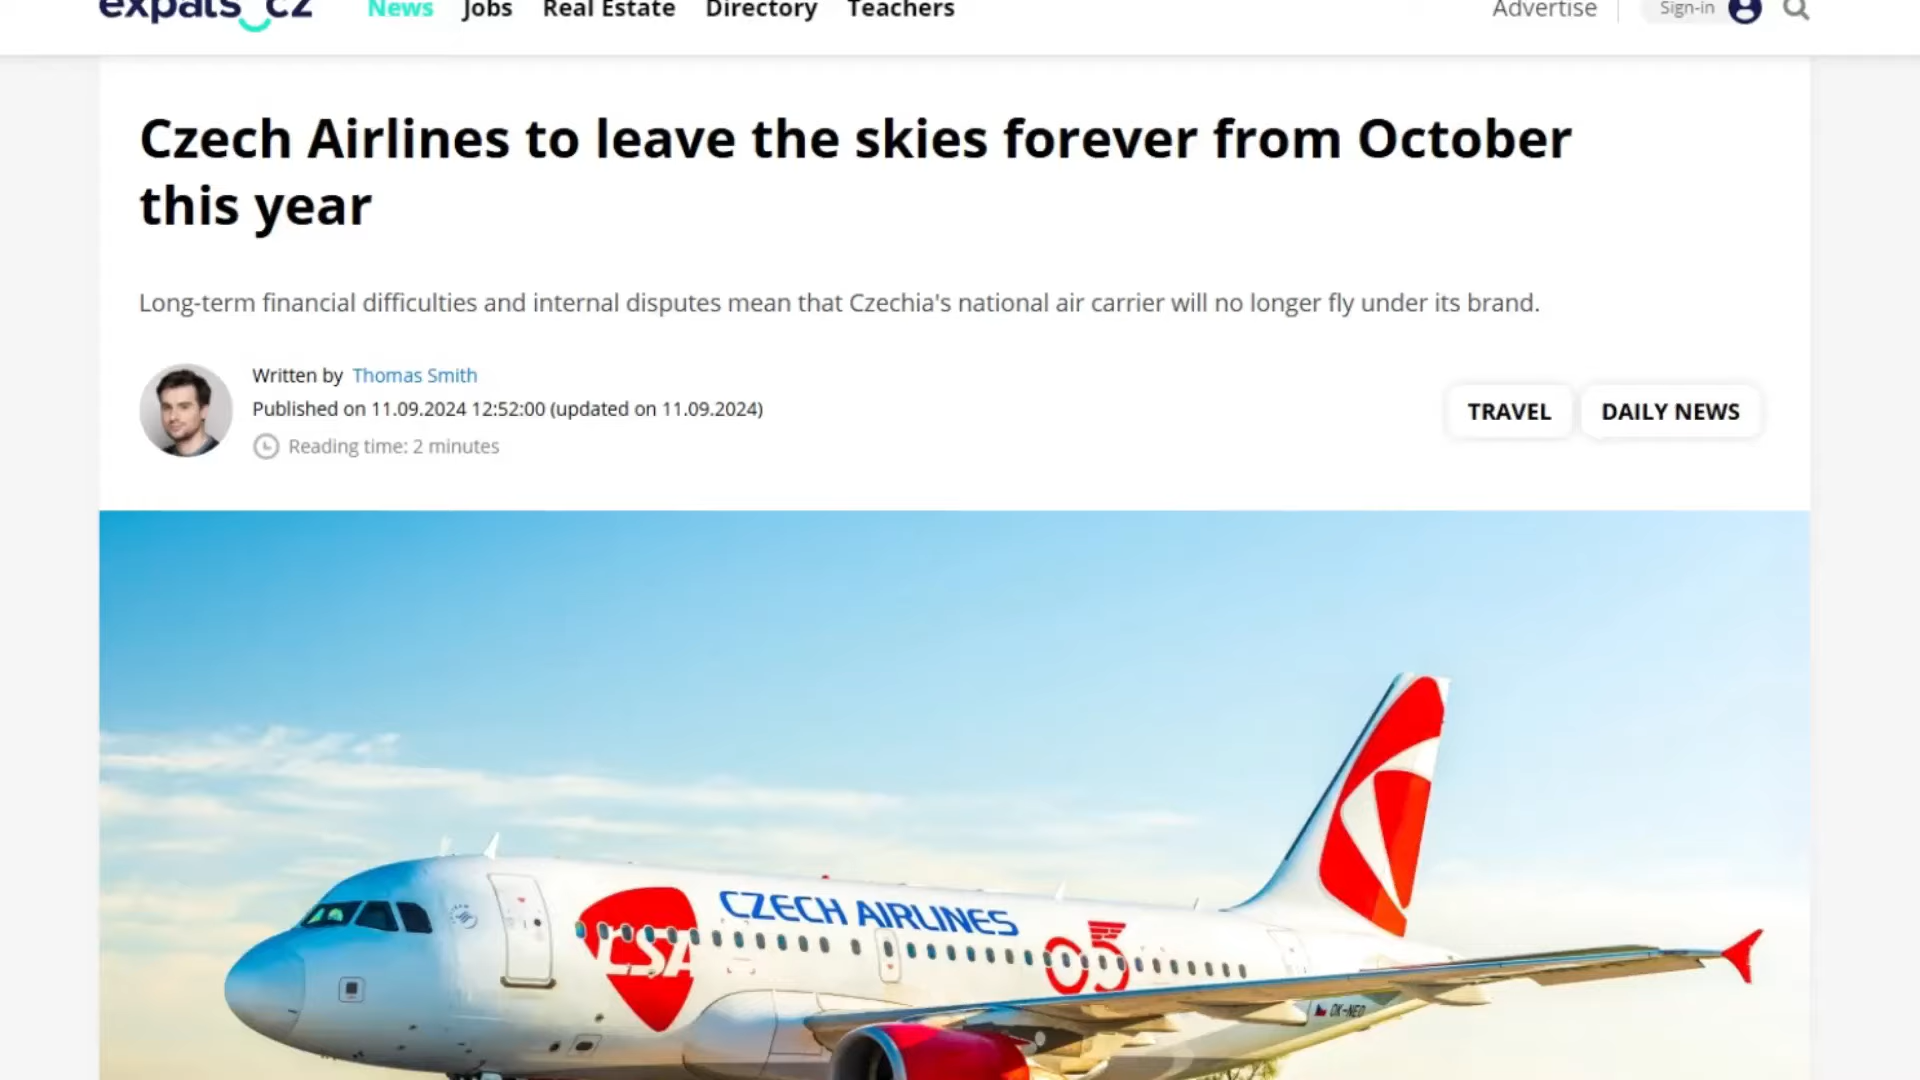 expats_cz News Jobs Real Estate Directory Teachers Advertise Sign-in
Czech Airlines to leave the skies forever from October
this year
Long-term financial difficulties and internal disputes mean that Czechia's national air carrier will no longer fly under its brand.
Written by Thomas Smith
Published on 11.09.2024 12:52:00 (updated on 11.09.2024)
Reading time: 2 minutes
TRAVEL DAILY NEWS
CZECH AIRLINES
CSA
OK-NEO